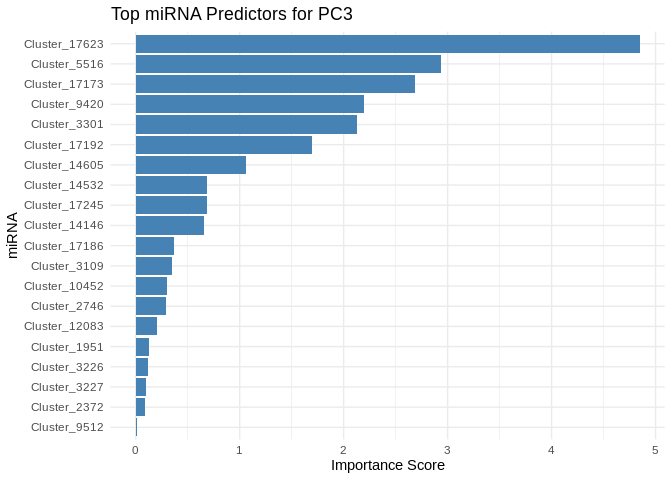 Top miRNA Predictors for PC3
Cluster_17623
Cluster_5516
Cluster_17173
Cluster_9420
Cluster_3301
Cluster_17192
Cluster_14605
Cluster_14532
Cluster_17245
Cluster_14146
Cluster_17186
Cluster_3109
Cluster_10452
Cluster_2746
Cluster_12083
Cluster_1951
Cluster_3226
Cluster_3227
Cluster_2372
Cluster_9512
miRNA
0 1 2 3 4 5
Importance Score